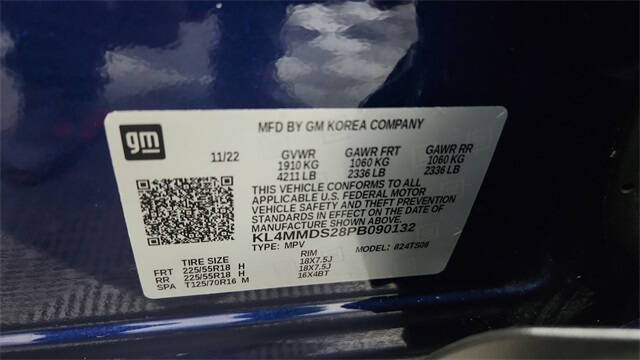 gm
MFD BY GM KOREA COMPANY
11/22 GVWR GAWR FRT GAWR RR
1910 KG 1060 KG 1060 KG
4211 LB 2336 LB 2336 LB
THIS VEHICLE CONFORMS TO ALL
APPLICABLE U.S. FEDERAL MOTOR
VEHICLE SAFETY AND THEFT PREVENTION
STANDARDS IN EFFECT ON THE DATE OF
MANUFACTURE SHOWN ABOVE.
KL4MMDS28PB090132
TYPE: MPV MODEL: 824TS06
TIRE SIZE RIM
FRT 225/55R18 H 18X7.5J
RR 225/55R18 H 18X7.5J
SPA T125/70R16 M 16X4BT